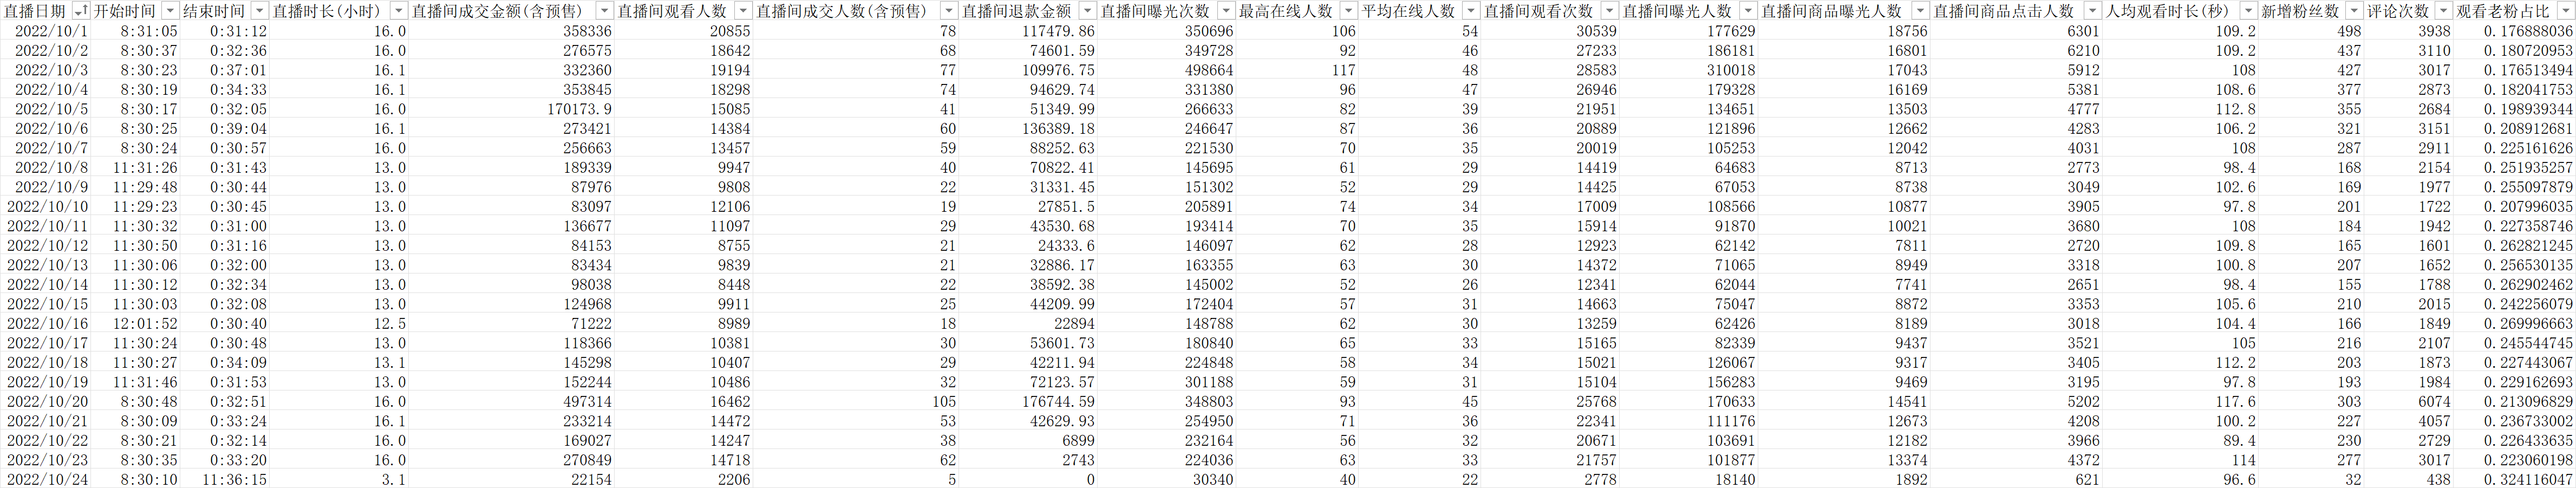 直播日期 开始时间 结束时间 直播时长(小时) 直播间成交金额(含预售) 直播间观看人数 直播间成交人数(含预售) 直播间退款金额 直播间曝光次数 最高在线人数 平均在线人数 直播间观看次数 直播间曝光人数 直播间商品曝光人数 直播间商品点击人数 人均观看时长(秒) 新增粉丝数 评论次数 观看老粉占比
2022/10/1 8:31:05 0:31:12 16.0 358336 20855 78 117479.86 350696 106 54 30539 177629 18756 6301 109.2 498 3938 0.176888036
2022/10/2 8:30:37 0:32:36 16.0 276575 18642 68 74601.59 349728 92 46 27233 186181 16801 6210 109.2 437 3110 0.180720953
2022/10/3 8:30:23 0:37:01 16.1 332360 19194 77 109976.75 498664 117 48 28583 310018 17043 5912 108 427 3017 0.176513494
2022/10/4 8:30:19 0:34:33 16.1 353845 18298 74 94629.74 331380 96 47 26946 179328 16169 5381 108.6 377 2873 0.182041753
2022/10/5 8:30:17 0:32:05 16.0 170173.9 15085 41 51349.99 266633 82 39 21951 134651 13503 4777 112.8 355 2684 0.198939344
2022/10/6 8:30:25 0:39:04 16.1 273421 14384 60 136389.18 246647 87 36 20889 121896 12662 4283 106.2 321 3151 0.208912681
2022/10/7 8:30:24 0:30:57 16.0 256663 13457 59 88252.63 221530 70 35 20019 105253 12042 4031 108 287 2911 0.225161626
2022/10/8 11:31:26 0:31:43 13.0 189339 9947 40 70822.41 145695 61 29 14419 64683 8713 2773 98.4 168 2154 0.251935257
2022/10/9 11:29:48 0:30:44 13.0 87976 9808 22 31331.45 151302 52 29 14425 67053 8738 3049 102.6 169 1977 0.255097879
2022/10/10 11:29:23 0:30:45 13.0 83097 12106 19 27851.5 205891 74 34 17009 108566 10877 3905 97.8 201 1722 0.207996035
2022/10/11 11:30:32 0:31:00 13.0 136677 11097 29 43530.68 193414 70 35 15914 91870 10021 3680 108 184 1942 0.227358746
2022/10/12 11:30:50 0:31:16 13.0 84153 8755 21 24333.6 146097 62 28 12923 62142 7811 2720 109.8 165 1601 0.262821245
2022/10/13 11:30:06 0:32:00 13.0 83434 9839 21 32886.17 163355 63 30 14372 71065 8949 3318 100.8 207 1652 0.256530135
2022/10/14 11:30:12 0:32:34 13.0 98038 8448 22 38592.38 145002 52 26 12341 62044 7741 2651 98.4 155 1788 0.262902462
2022/10/15 11:30:03 0:32:08 13.0 124968 9911 25 44209.99 172404 57 31 14663 75047 8872 3353 105.6 210 2015 0.242256079
2022/10/16 12:01:52 0:30:40 12.5 71222 8989 18 22894 148788 62 30 13259 62426 8189 3018 104.4 166 1849 0.269996663
2022/10/17 11:30:24 0:30:48 13.0 118366 10381 30 53601.73 180840 65 33 15165 82339 9437 3521 105 216 2107 0.245544745
2022/10/18 11:30:27 0:34:09 13.1 145298 10407 29 42211.94 224848 58 34 15021 126067 9317 3405 112.2 203 1873 0.227443067
2022/10/19 11:31:46 0:31:53 13.0 152244 10486 32 72123.57 301188 59 31 15104 156283 9469 3195 97.8 193 1984 0.229162693
2022/10/20 8:30:48 0:32:51 16.0 497314 16462 105 176744.59 348803 93 45 25768 170633 14541 5202 117.6 303 6074 0.213096829
2022/10/21 8:30:09 0:33:24 16.1 233214 14472 53 42629.93 254950 71 36 22341 111176 12673 4208 100.2 227 4057 0.236733002
2022/10/22 8:30:21 0:32:14 16.0 169027 14247 38 6899 232164 56 32 20671 103691 12182 3966 89.4 230 2729 0.226433635
2022/10/23 8:30:35 0:33:20 16.0 270849 14718 62 2743 224036 63 33 21757 101877 13374 4372 114 277 3017 0.223060198
2022/10/24 8:30:10 11:36:15 3.1 22154 2206 5 0 30340 40 22 2778 18140 1892 621 96.6 32 438 0.324116047